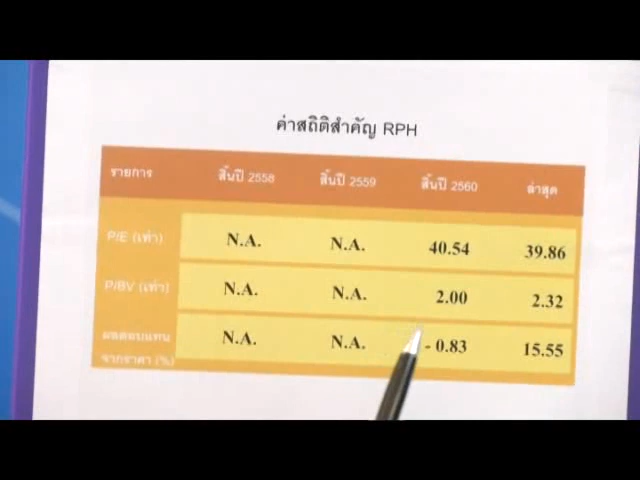 ค่าสถิติสำคัญ RPH
รายการ สิ้นปี 2558 สิ้นปี 2559 สิ้นปี 2560 ล่าสุด
P/E (เท่า) N.A. N.A. 40.54 39.86
P/BV (เท่า) N.A. N.A. 2.00 2.32
ผลตอบแทน
จากราคา (%) N.A. N.A. - 0.83 15.55